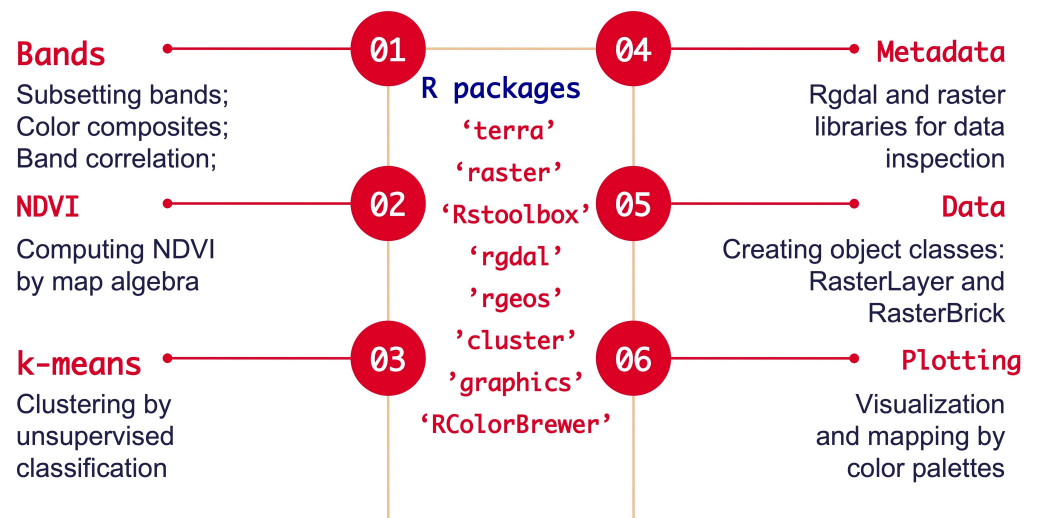 01
Bands
Subsetting bands;
Color composites;
Band correlation;
02
NDVI
Computing NDVI
by map algebra
03
k-means
Clustering by
unsupervised
classification
R packages
‘terra’
‘raster’
‘Rstoolbox’
‘rgdal’
’rgeos’
’cluster’
’graphics’
‘RColorBrewer’
04
Metadata
Rgdal and raster
libraries for data
inspection
05
Data
Creating object classes:
RasterLayer and
RasterBrick
06
Plotting
Visualization
and mapping by
color palettes